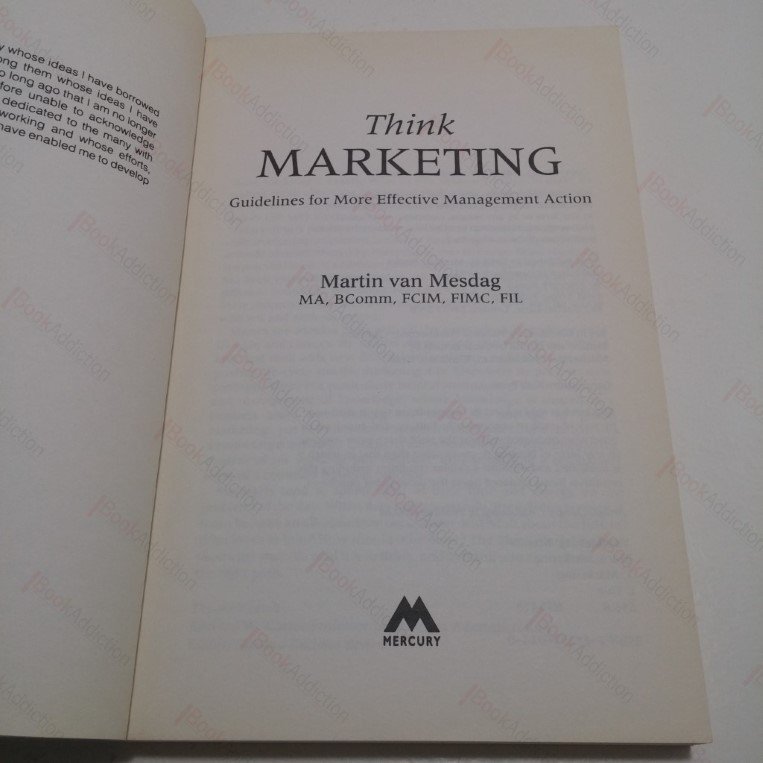 y whose ideas I have borrowed
ong them whose ideas I have
o long ago that I am no longer
fore unable to acknowledge
dedicated to the many with
working and whose efforts,
have enabled me to develop
Think
MARKETING
Guidelines for More Effective Management Action
Martin van Mesdag
MA, BComm, FCIM, FIMC, FIL
MERCURY
BookAddiction